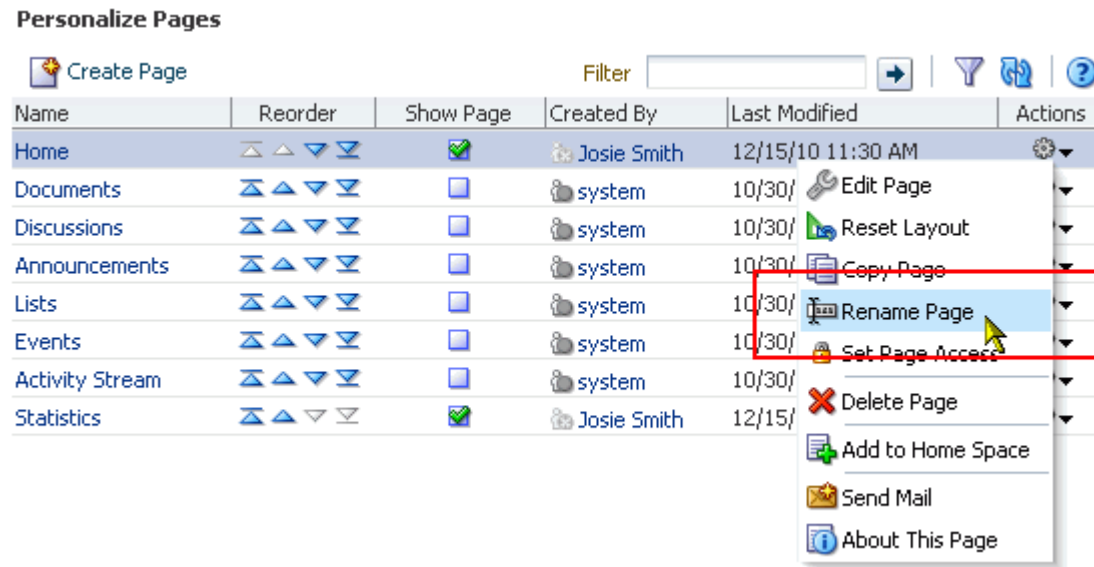 Personalize Pages
Create Page Filter
Name Reorder Show Page Created By Last Modified Actions
Home Josie Smith 12/15/10 11:30 AM
Documents system 10/30/
Edit Page
Discussions system 10/30/
Reset Layout
Announcements system 10/30/
Copy Page
Lists system 10/30/
Rename Page
Events system 10/30/
Set Page Access
Activity Stream system 10/30/
Delete Page
Statistics Josie Smith 12/15/
Add to Home Space
Send Mail
About This Page